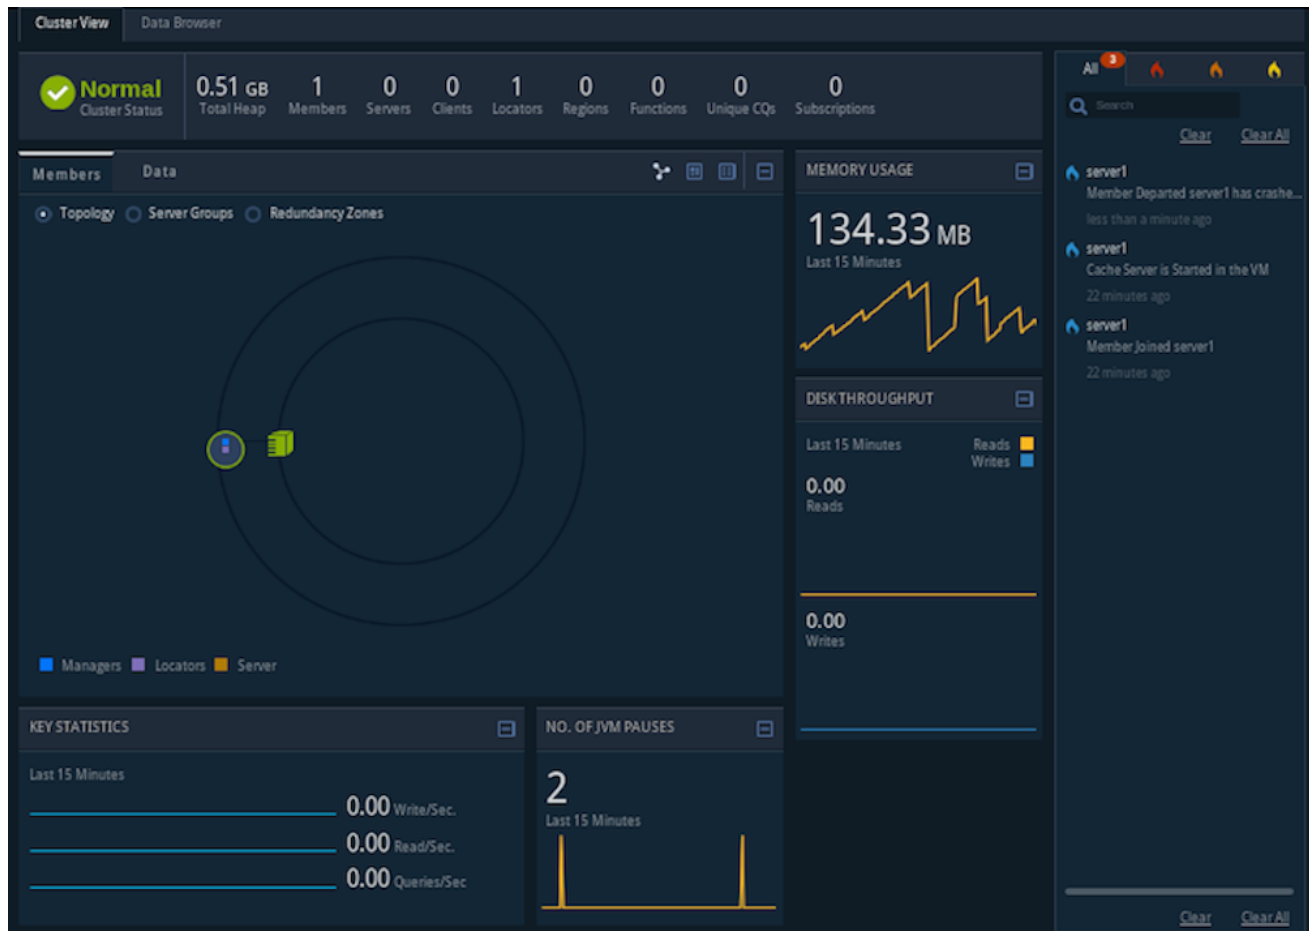 Cluster View Data Browser
Normal
Cluster Status
0.51 GB 1 0 0 1 0 0 0 0
Total Heap Members Servers Clients Locators Regions Functions Unique CQs Subscriptions
All 3
Search
Clear Clear All
server1
Member Departed server1 has crashe...
less than a minute ago
server1
Cache Server is Started in the VM
22 minutes ago
server1
Member Joined server1
22 minutes ago
Clear Clear All
Members Data
Topology Server Groups Redundancy Zones
Managers Locators Server
MEMORY USAGE
134.33 MB
Last 15 Minutes
DISK THROUGHPUT
Last 15 Minutes Reads
Writes
0.00
Reads
0.00
Writes
KEY STATISTICS
Last 15 Minutes
0.00 Write/Sec.
0.00 Read/Sec.
0.00 Queries/Sec
NO. OF JVM PAUSES
2
Last 15 Minutes